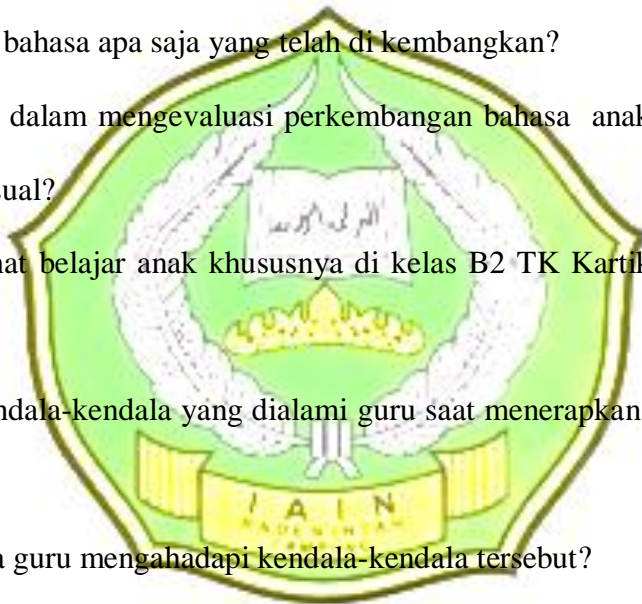 bahasa apa saja yang telah di kembangkan?
dalam mengevaluasi perkembangan bahasa anak
sual?
at belajar anak khususnya di kelas B2 TK Kartik
ndala-kendala yang dialami guru saat menerapkan
I A I N
a guru mengahadapi kendala-kendala tersebut?